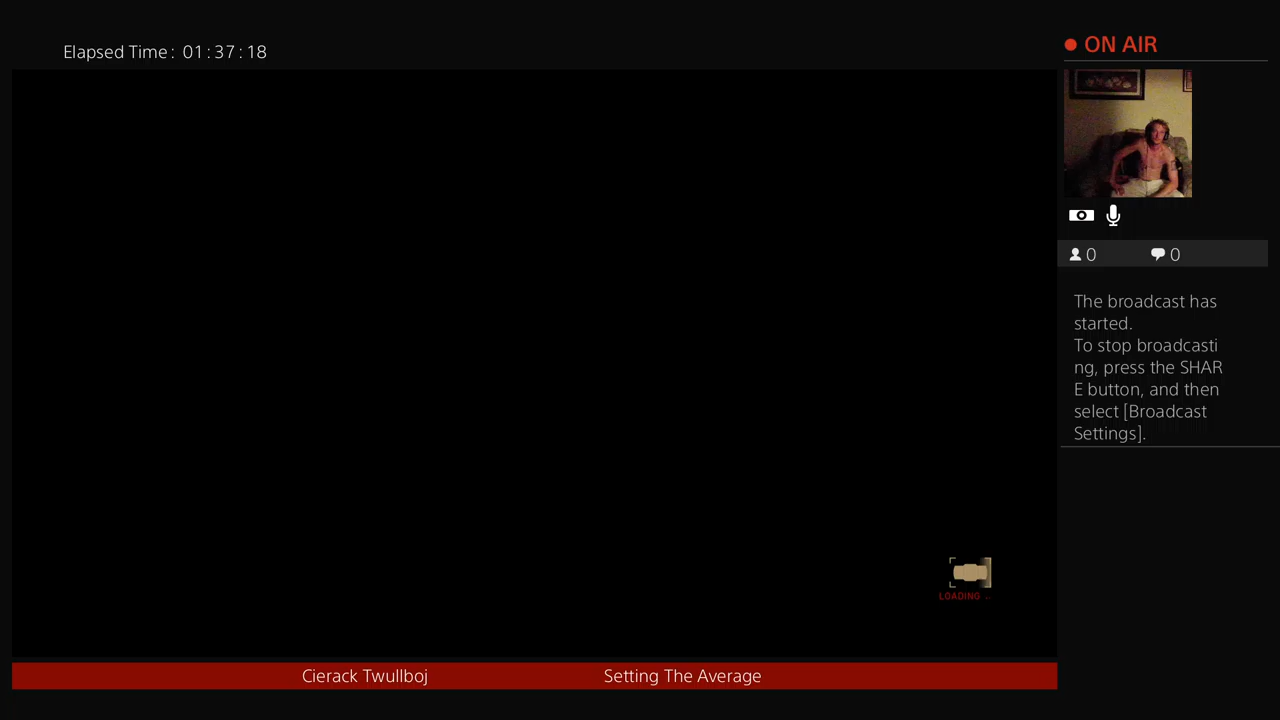 Elapsed Time: 01:37:18
ON AIR
0 0
The broadcast has
started.
To stop broadcasti
ng, press the SHAR
E button, and then
select [Broadcast
Settings].
LOADING ..
Cierack Twullboj Setting The Average